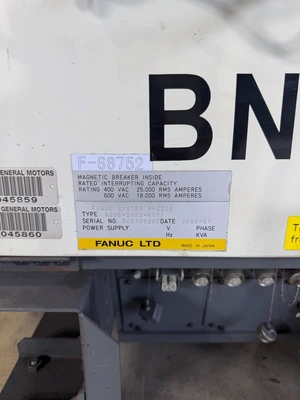 BN
F-68752
MAGNETIC BREAKER INSIDE
RATED INTERRUPTING CAPACITY
RATING 400 VAC 25,000 RMS AMPERES
600 VAC 18,000 RMS AMPERES
GENERAL MOTORS
045859
GENERAL MOTORS
045860
FANUC SYSTEM
TYPE
SERIAL NO. DATE
POWER SUPPLY V PHASE
Hz KVA
FANUC LTD MADE IN JAPAN